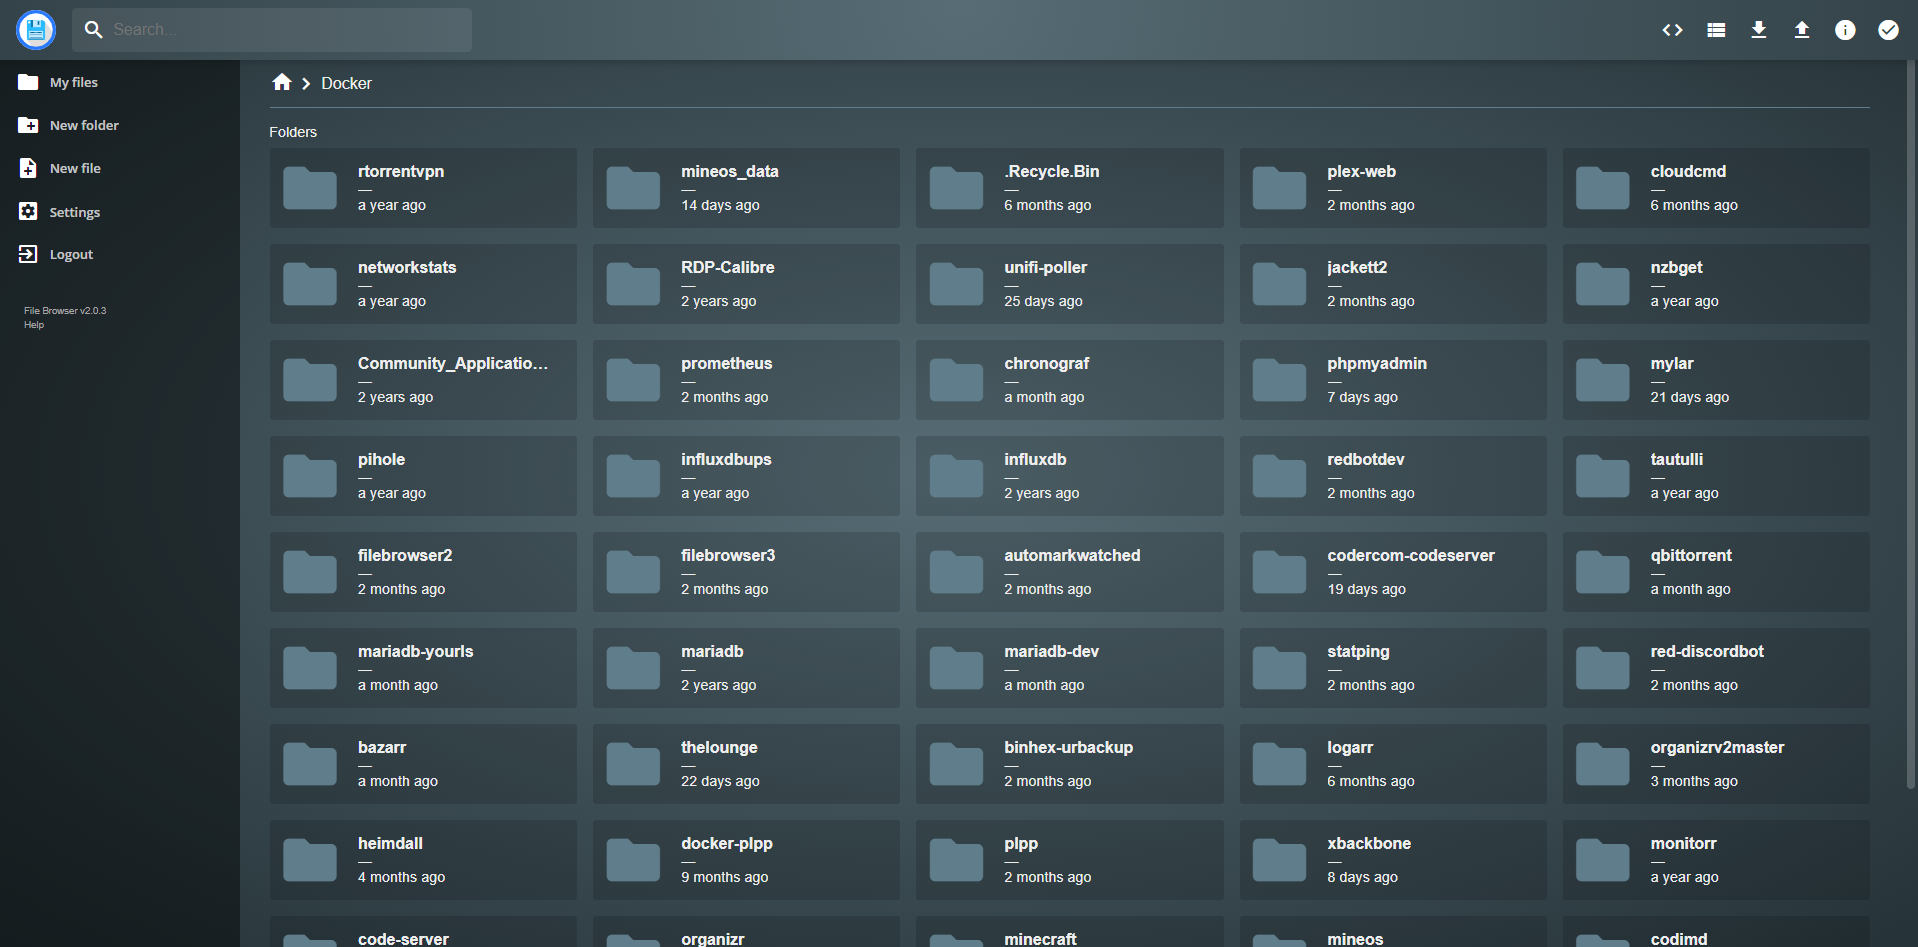 Search...
My files
New folder
New file
Settings
Logout
File Browser v2.0.3
Help
Docker
Folders
rtorrentvpn
—
a year ago
mineos_data
—
14 days ago
.Recycle.Bin
—
6 months ago
plex-web
—
2 months ago
cloudcmd
—
6 months ago
networkstats
—
a year ago
RDP-Calibre
—
2 years ago
unifi-poller
—
25 days ago
jackett2
—
2 months ago
nzbget
—
a year ago
Community_Applicatio...
—
2 years ago
prometheus
—
2 months ago
chronograf
—
a month ago
phpmyadmin
—
7 days ago
mylar
—
21 days ago
pihole
—
a year ago
influxdbups
—
a year ago
influxdb
—
2 years ago
redbotdev
—
2 months ago
tautulli
—
a year ago
filebrowser2
—
2 months ago
filebrowser3
—
2 months ago
automarkwatched
—
2 months ago
codercom-codeserver
—
19 days ago
qbittorrent
—
a month ago
mariadb-yourls
—
a month ago
mariadb
—
2 years ago
mariadb-dev
—
a month ago
statping
—
2 months ago
red-discordbot
—
2 months ago
bazarr
—
a month ago
thelounge
—
22 days ago
binhex-urbackup
—
2 months ago
logarr
—
6 months ago
organizrv2master
—
3 months ago
heimdall
—
4 months ago
docker-plpp
—
9 months ago
plpp
—
2 months ago
xbackbone
—
8 days ago
monitorr
—
a year ago
code-server
organizr
minecraft
mineos
codimd